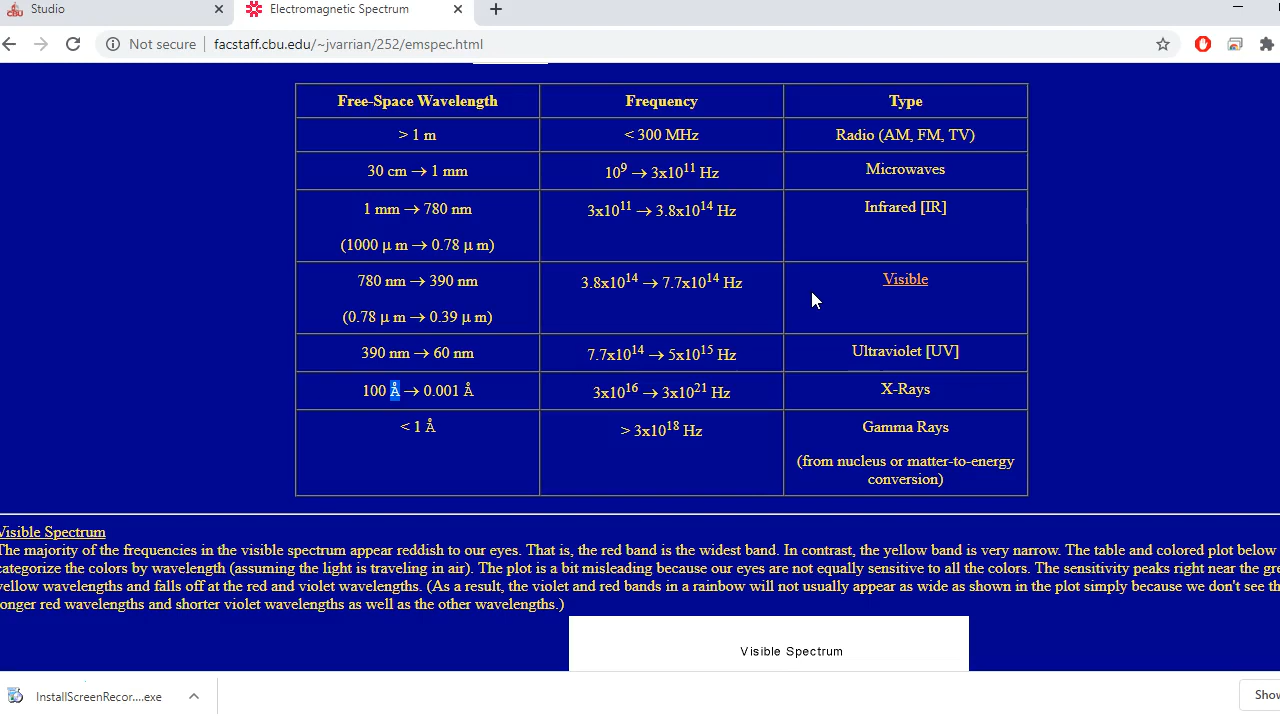 Studio
Electromagnetic Spectrum
Not secure
facstaff.cbu.edu/~jvarrian/252/emspec.html
Free-Space Wavelength Frequency Type
> 1 m < 300 MHz Radio (AM, FM, TV)
30 cm → 1 mm 10⁹ → 3x10¹¹ Hz Microwaves
1 mm → 780 nm 3x10¹¹ → 3.8x10¹⁴ Hz Infrared [IR]
(1000 μ m → 0.78 μ m)
780 nm → 390 nm 3.8x10¹⁴ → 7.7x10¹⁴ Hz Visible
(0.78 μ m → 0.39 μ m)
390 nm → 60 nm 7.7x10¹⁴ → 5x10¹⁵ Hz Ultraviolet [UV]
100 Å → 0.001 Å 3x10¹⁶ → 3x10²¹ Hz X-Rays
< 1 Å > 3x10¹⁸ Hz Gamma Rays
(from nucleus or matter-to-energy
conversion)
Visible Spectrum
The majority of the frequencies in the visible spectrum appear reddish to our eyes. That is, the red band is the widest band. In contrast, the yellow band is very narrow. The table and colored plot below
categorize the colors by wavelength (assuming the light is traveling in air). The plot is a bit misleading because our eyes are not equally sensitive to all the colors. The sensitivity peaks right near the
yellow wavelengths and falls off at the red and violet wavelengths. (As a result, the violet and red bands in a rainbow will not usually appear as wide as shown in the plot simply because we don't see
longer red wavelengths and shorter violet wavelengths as well as the other wavelengths.)
Visible Spectrum
InstallScreenRecor....exe